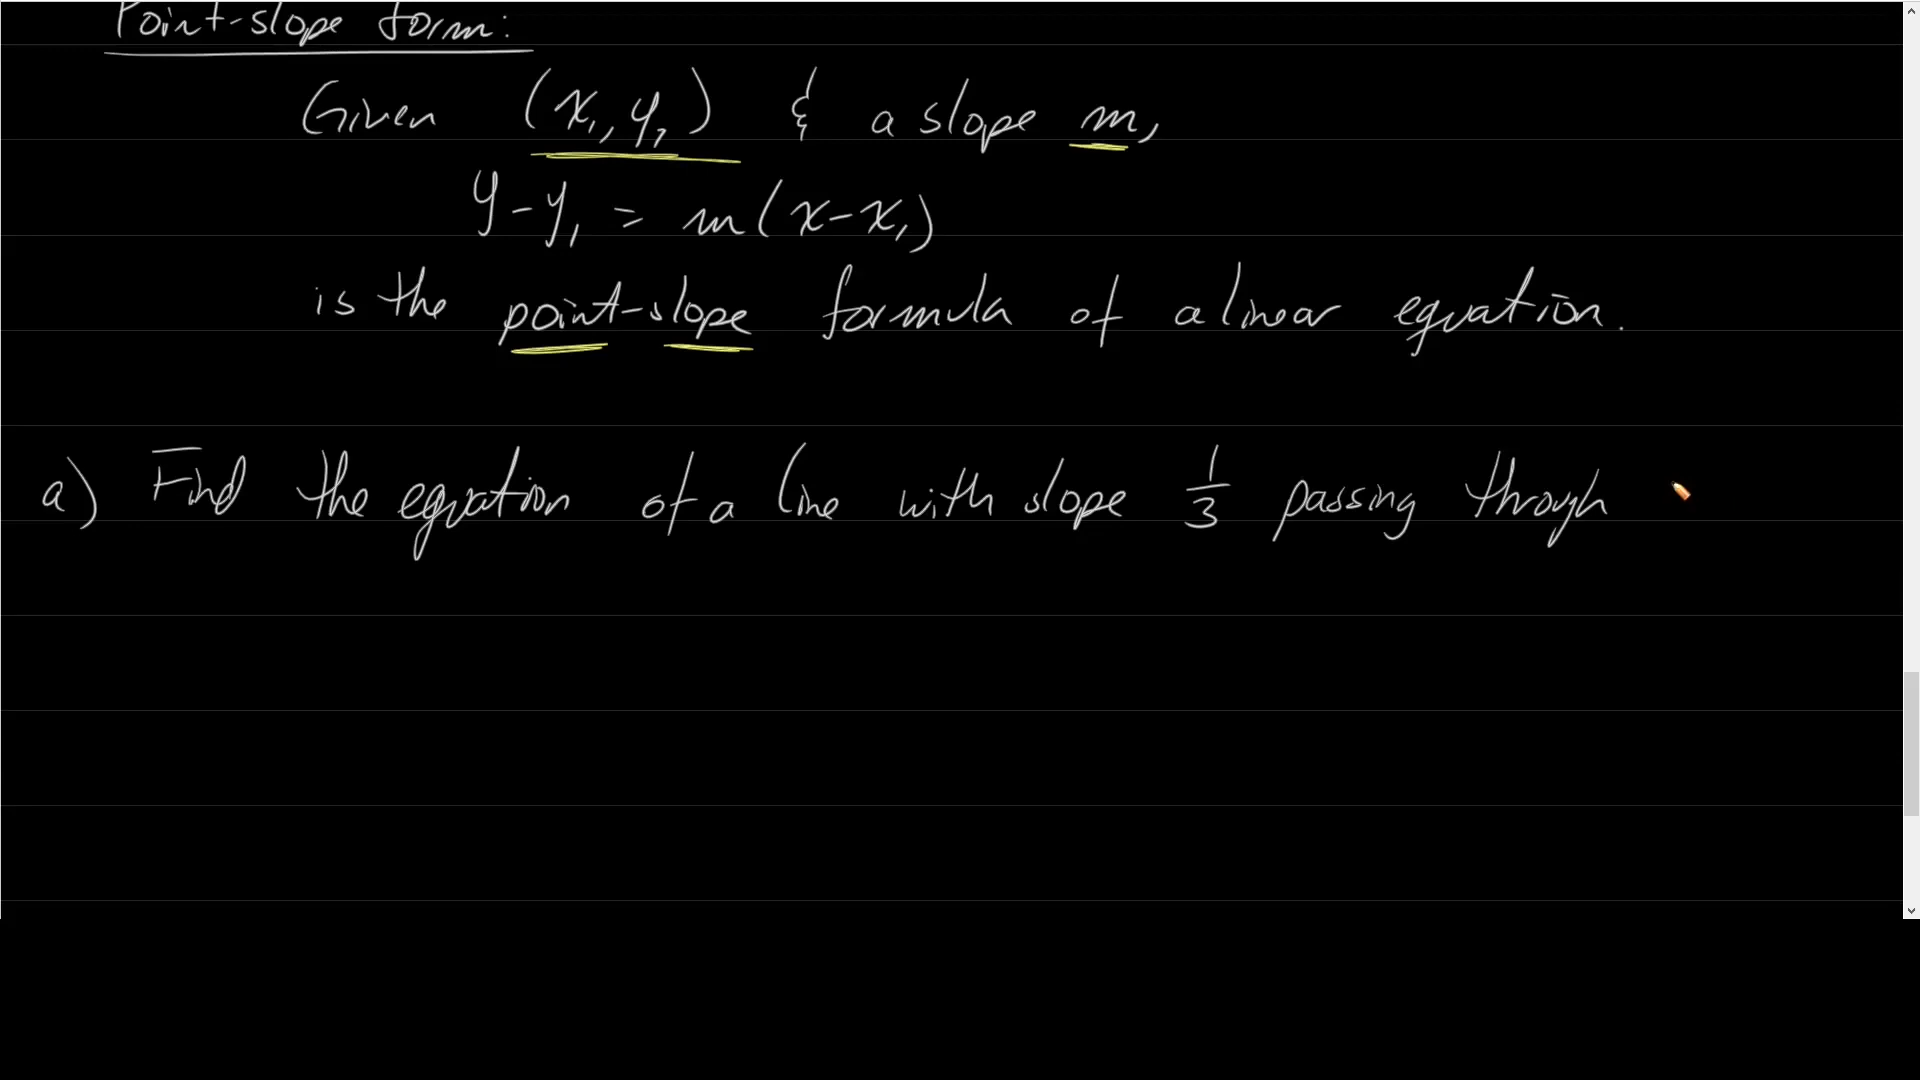 Point-slope form:
Given (x₁, y₁) & a slope m,
y - y₁ = m(x - x₁)
is the point-slope formula of a linear equation.
a) Find the equation of a line with slope 1/3 passing through